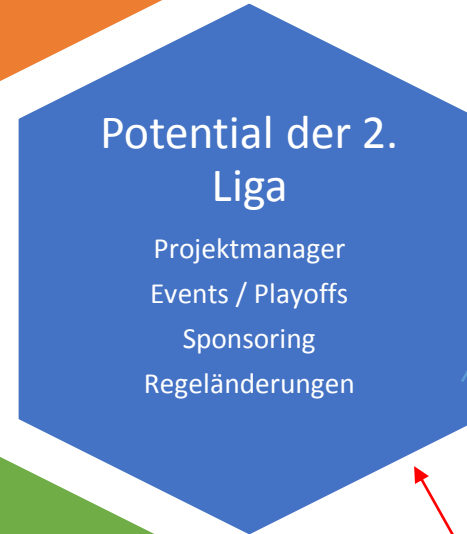 Potential der 2.
Liga
Projektmanager
Events / Playoffs
Sponsoring
Regeländerungen